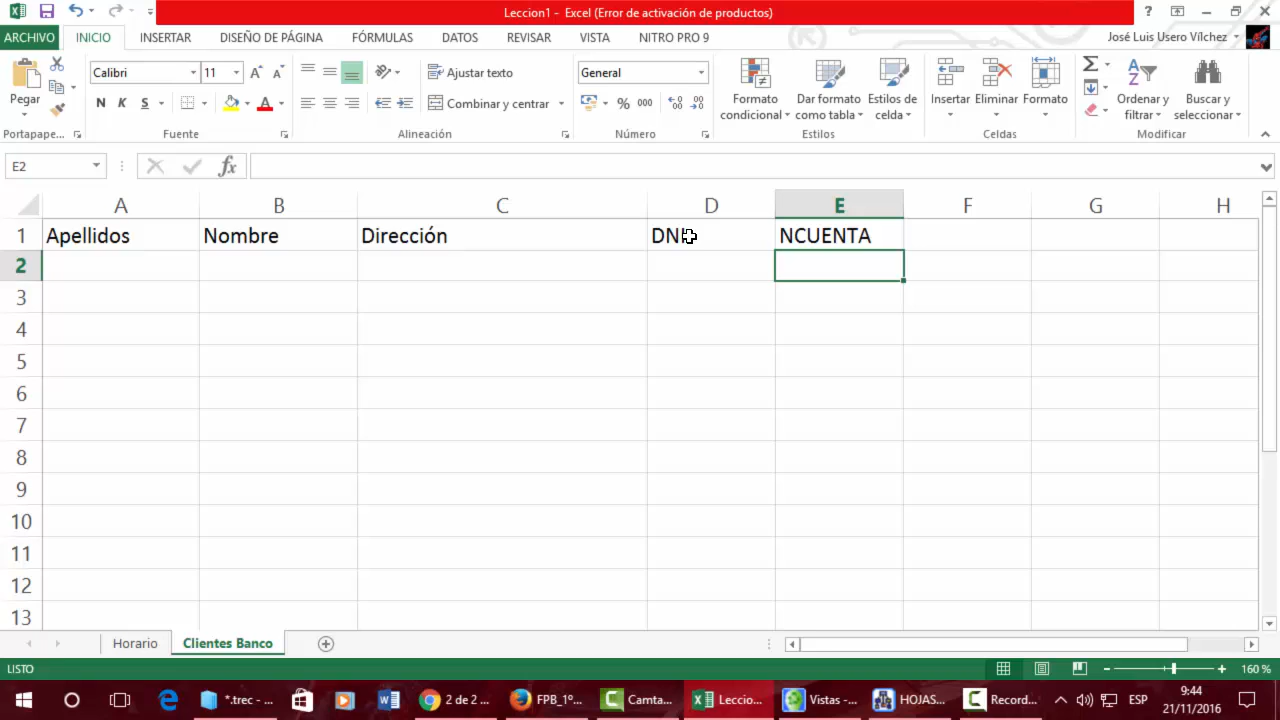 Leccion1 - Excel (Error de activación de productos)
ARCHIVO INICIO INSERTAR DISEÑO DE PÁGINA FÓRMULAS DATOS REVISAR VISTA NITRO PRO 9 José Luis Usero Vílchez
Pegar
Calibri 11
N K S
Ajustar texto
Combinar y centrar
General
% 000
Formato condicional
Dar formato como tabla
Estilos de celda
Insertar
Eliminar
Formato
Ordenar y filtrar
Buscar y seleccionar
Portapape... Fuente Alineación Número Estilos Celdas Modificar
E2
fx
A B C D E F G H
1 Apellidos Nombre Dirección DNI NCUENTA
2
3
4
5
6
7
8
9
10
11
12
13
Horario Clientes Banco
LISTO 160 %
*.trec - ... 2 de 2 ... FPB_1º... Camta... Leccio... Vistas -... HOJAS... Record... ESP 9:44
21/11/2016